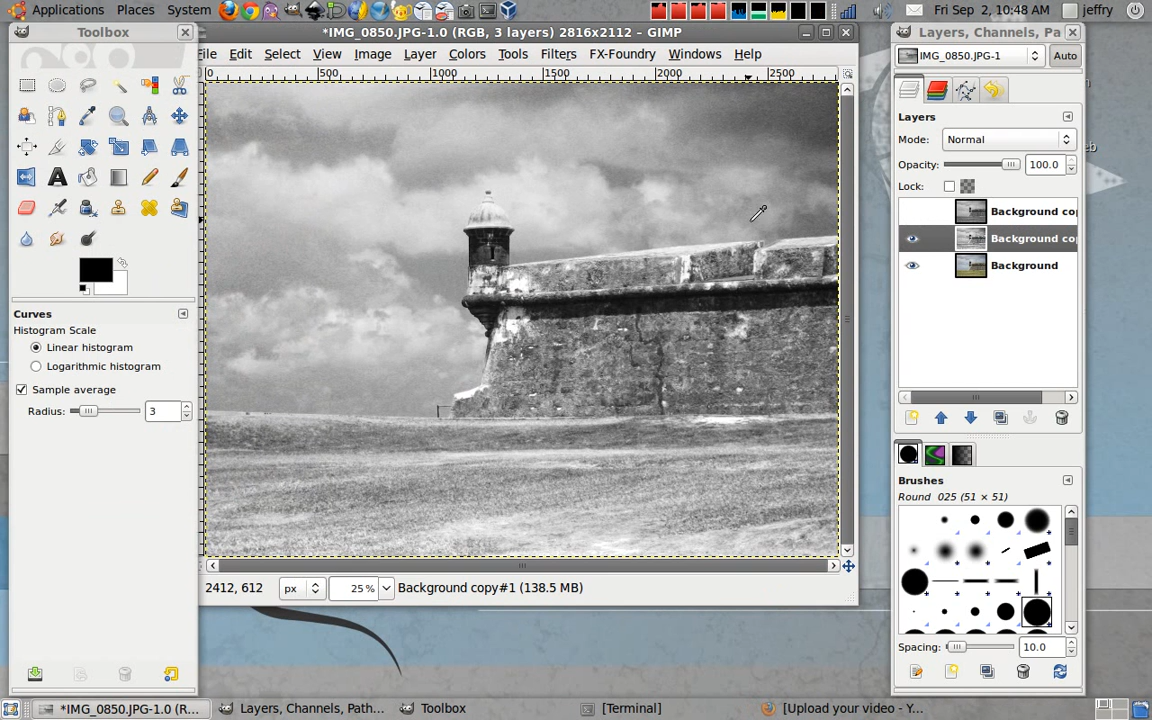 Applications Places System
Fri Sep 2, 10:48 AM jeffry
Toolbox
*IMG_0850.JPG-1.0 (RGB, 3 layers) 2816x2112 – GIMP
Layers, Channels, Pa
File Edit Select View Image Layer Colors Tools Filters FX-Foundry Windows Help
IMG_0850.JPG-1
Auto
0 500 1000 1500 2000 2500
Layers
Mode: Normal
Opacity: 100.0
Lock:
Background co
Background co
Background
Curves
Histogram Scale
Linear histogram
Logarithmic histogram
Sample average
Radius: 3
Brushes
Round 025 (51 × 51)
Spacing: 10.0
2412, 612 px 25% Background copy#1 (138.5 MB)
*IMG_0850.JPG-1.0 (R... Layers, Channels, Path... Toolbox [Terminal] [Upload your video - Y...